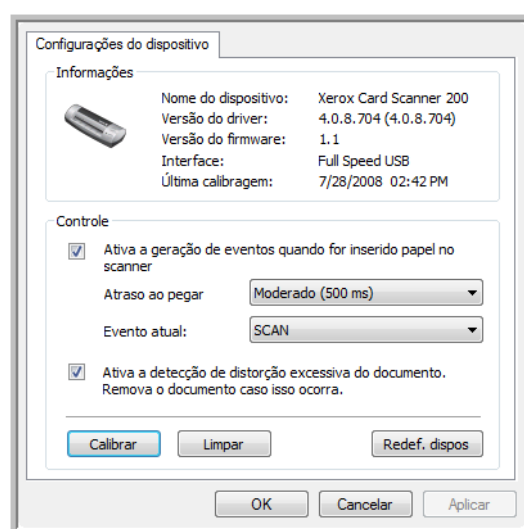 Configurações do dispositivo
Informações
Nome do dispositivo: Xerox Card Scanner 200
Versão do driver: 4.0.8.704 (4.0.8.704)
Versão do firmware: 1.1
Interface: Full Speed USB
Última calibragem: 7/28/2008 02:42 PM
Controle
Ativa a geração de eventos quando for inserido papel no
scanner
Atraso ao pegar Moderado (500 ms)
Evento atual: SCAN
Ativa a detecção de distorção excessiva do documento.
Remova o documento caso isso ocorra.
Calibrar Limpar Redef. dispos
OK Cancelar Aplicar